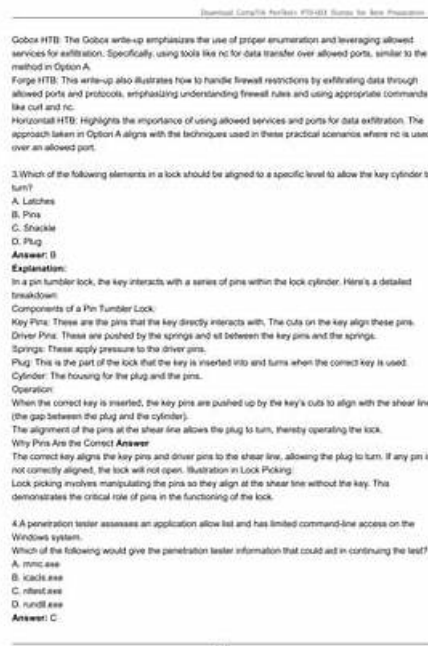 Download CompTIA PenTest+ PT0-003 Dumps for Best Preparation
Gobox HTB: The Gobox write-up emphasizes the use of proper enumeration and leveraging allowed
services for exfiltration. Specifically, using tools like nc for data transfer over allowed ports, similar to the
method in Option A.
Forge HTB: This write-up also illustrates how to handle firewall restrictions by exfiltrating data through
allowed ports and protocols, emphasizing understanding firewall rules and using appropriate commands
like curl and nc.
Horizontall HTB: Highlights the importance of using allowed services and ports for data exfiltration. The
approach taken in Option A aligns with the techniques used in these practical scenarios where nc is used
over an allowed port.
3.Which of the following elements in a lock should be aligned to a specific level to allow the key cylinder t
turn?
A. Latches
B. Pins
C. Shackle
D. Plug
Answer: B
Explanation:
In a pin tumbler lock, the key interacts with a series of pins within the lock cylinder. Here's a detailed
breakdown:
Components of a Pin Tumbler Lock:
Key Pins: These are the pins that the key directly interacts with. The cuts on the key align these pins.
Driver Pins: These are pushed by the springs and sit between the key pins and the springs.
Springs: These apply pressure to the driver pins.
Plug: This is the part of the lock that the key is inserted into and turns when the correct key is used.
Cylinder: The housing for the plug and the pins.
Operation:
When the correct key is inserted, the key pins are pushed up by the key's cuts to align with the shear line
(the gap between the plug and the cylinder).
The alignment of the pins at the shear line allows the plug to turn, thereby operating the lock.
Why Pins Are the Correct Answer
The correct key aligns the key pins and driver pins to the shear line, allowing the plug to turn. If any pin is
not correctly aligned, the lock will not open. Illustration in Lock Picking:
Lock picking involves manipulating the pins so they align at the shear line without the key. This
demonstrates the critical role of pins in the functioning of the lock.
4.A penetration tester assesses an application allow list and has limited command-line access on the
Windows system.
Which of the following would give the penetration tester information that could aid in continuing the test?
A. mmc.exe
B. icacls.exe
C. nltest.exe
D. rundll.exe
Answer: C